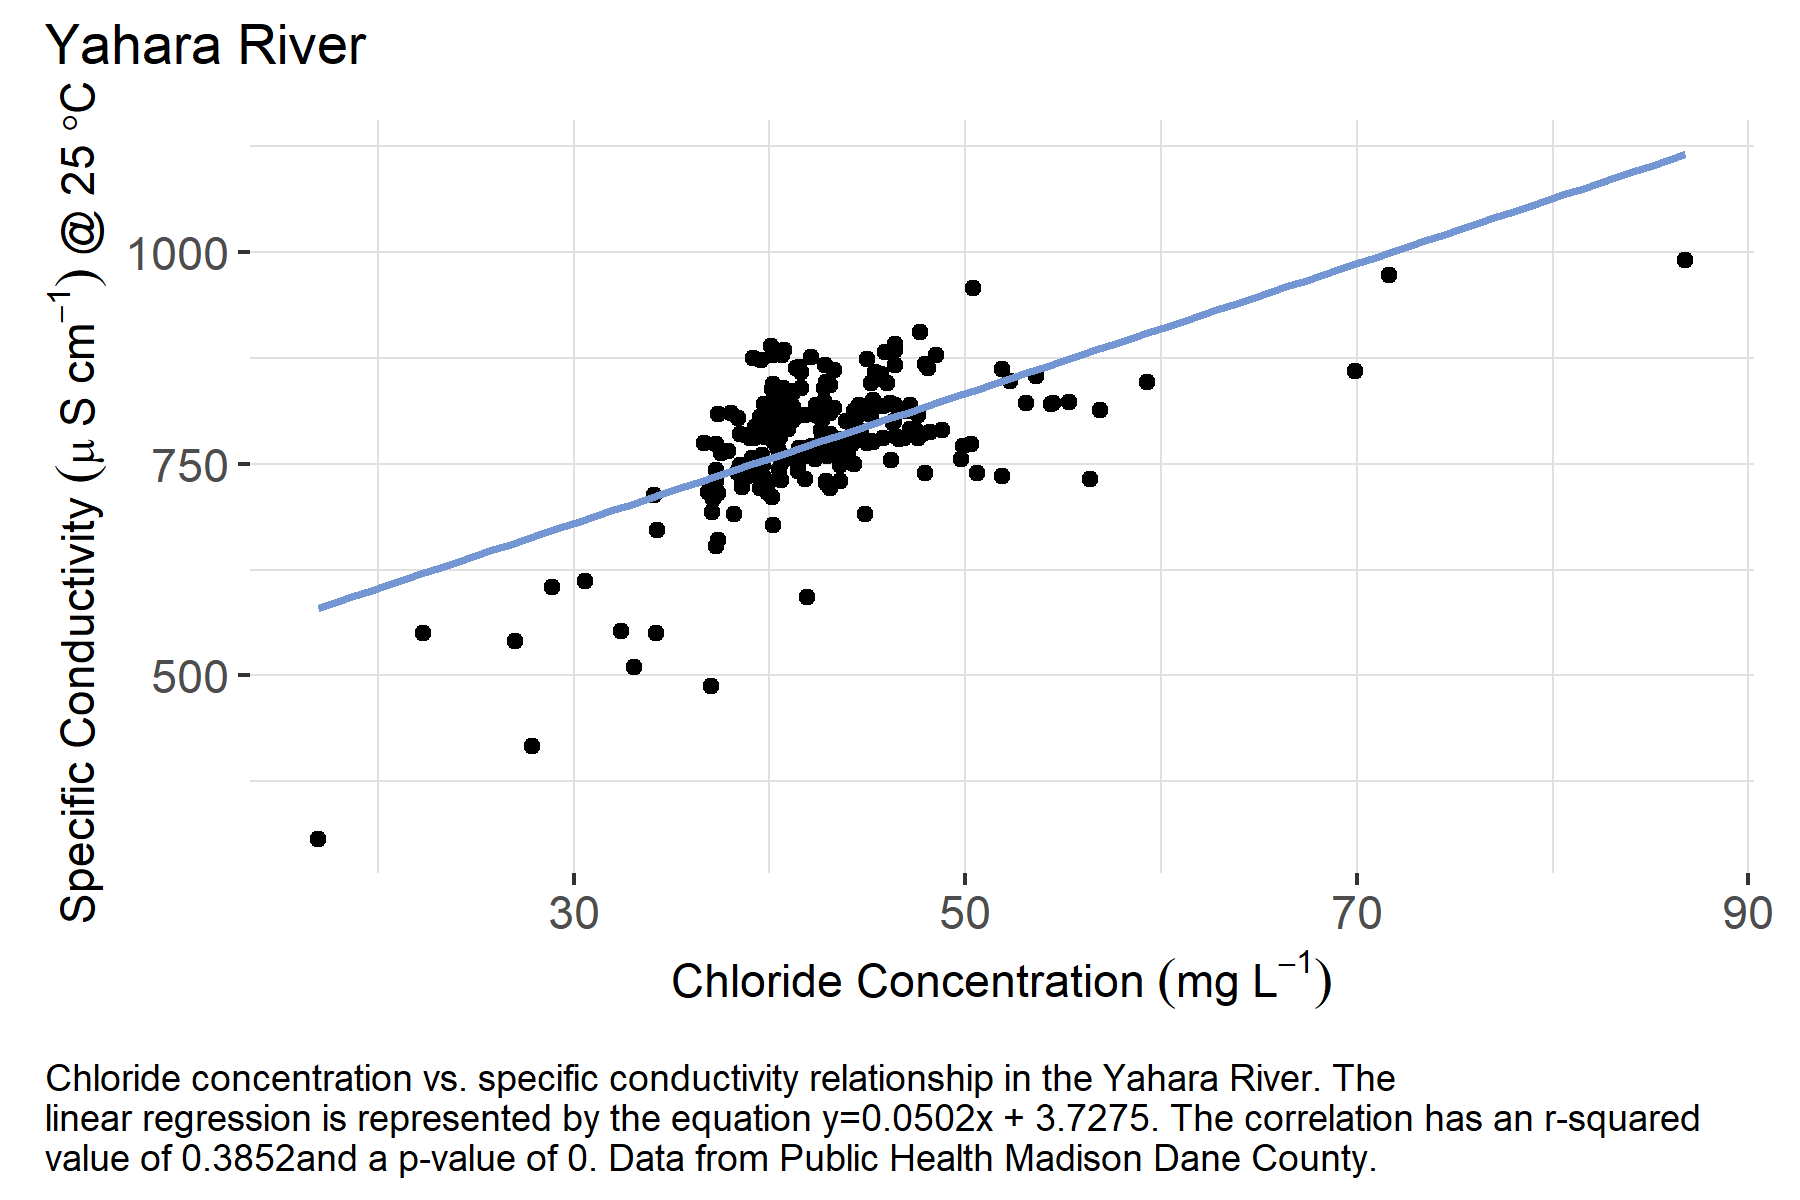 Yahara River
Specific Conductivity (μ S cm⁻¹) @ 25 °C
1000
750
500
30 50 70 90
Chloride Concentration (mg L⁻¹)
Chloride concentration vs. specific conductivity relationship in the Yahara River. The
linear regression is represented by the equation y=0.0502x + 3.7275. The correlation has an r-squared
value of 0.3852and a p-value of 0. Data from Public Health Madison Dane County.